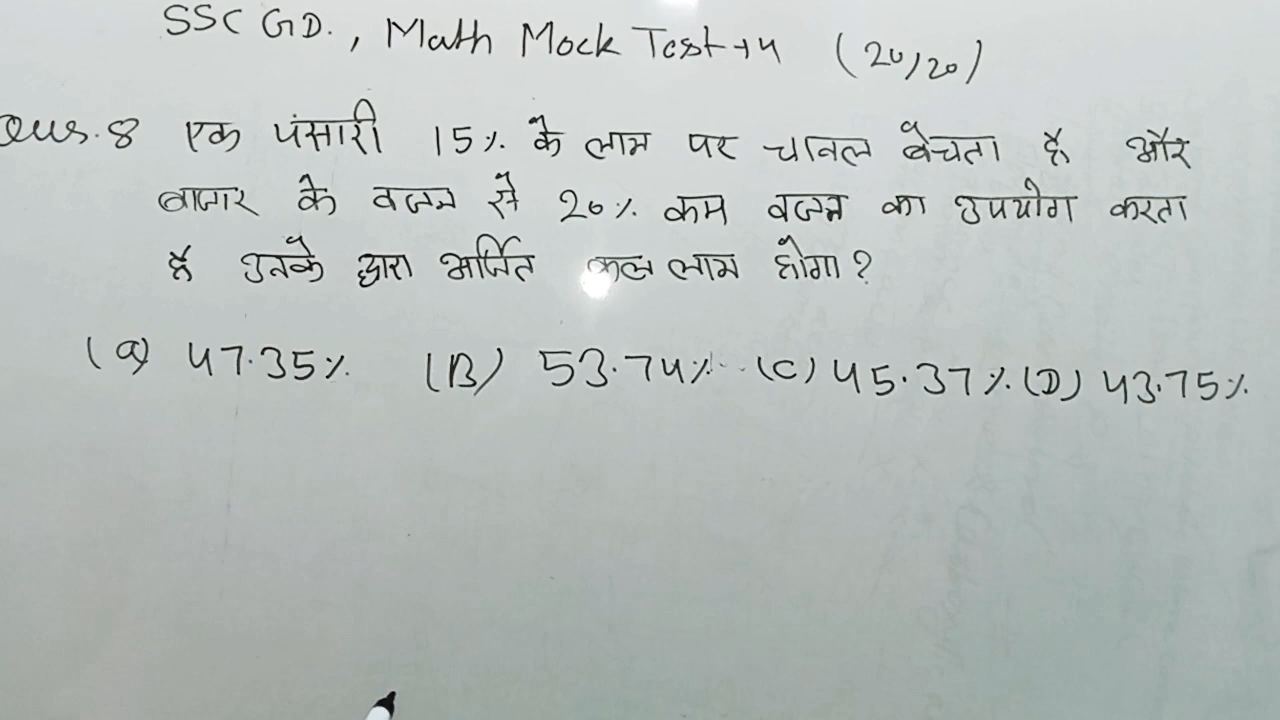 SSC GD., Math Mock Test→4 (20/20)
Ques.8 एक पंसारी 15% के लाभ पर चावल बेचता है और
बाजार के वजन से 20% कम वजन का उपयोग करता
है उनके द्वारा अर्जित कुल लाभ होगा?
(a) 47.35% (B) 53.74% (C) 45.37% (D) 43.75%